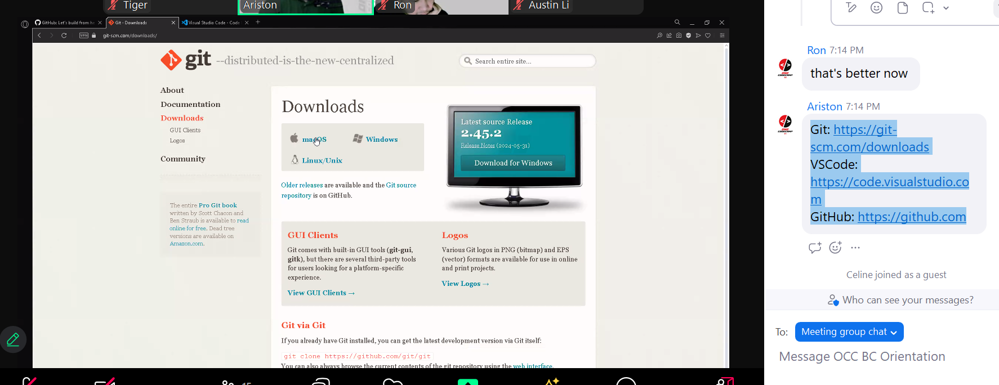 Tiger
Ariston
Ron
Austin Li
GitHub: Let's build from he
Git - Downloads
Visual Studio Code - Code
VPN
git-scm.com/downloads/
git --distributed-is-the-new-centralized
Search entire site...
About
Documentation
Downloads
GUI Clients
Logos
Community
The entire Pro Git book
written by Scott Chacon and
Ben Straub is available to read
online for free. Dead tree
versions are available on
Amazon.com.
Downloads
macOS
Windows
Linux/Unix
Older releases are available and the Git source
repository is on GitHub.
Latest source Release
2.45.2
Release Notes (2024-05-31)
Download for Windows
GUI Clients
Git comes with built-in GUI tools (git-gui,
gitk), but there are several third-party tools
for users looking for a platform-specific
experience.
View GUI Clients →
Logos
Various Git logos in PNG (bitmap) and EPS
(vector) formats are available for use in online
and print projects.
View Logos →
Git via Git
If you already have Git installed, you can get the latest development version via Git itself:
git clone https://github.com/git/git
You can also always browse the current contents of the git repository using the web interface.
15
Ron 7:14 PM
that's better now
Ariston 7:14 PM
Git: https://git-
scm.com/downloads
VSCode:
https://code.visualstudio.co
m
GitHub: https://github.com
Celine joined as a guest
Who can see your messages?
To: Meeting group chat
Message OCC BC Orientation